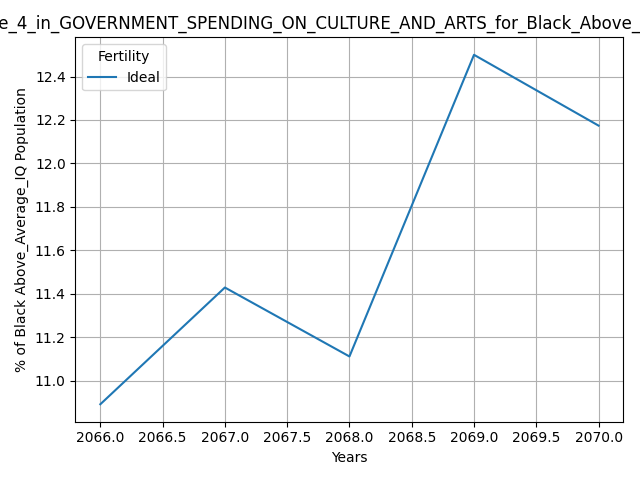 e_4_in_GOVERNMENT_SPENDING_ON_CULTURE_AND_ARTS_for_Black_Above_
Fertility
Ideal
% of Black Above_Average_IQ Population
12.4
12.2
12.0
11.8
11.6
11.4
11.2
11.0
2066.0 2066.5 2067.0 2067.5 2068.0 2068.5 2069.0 2069.5 2070.0
Years